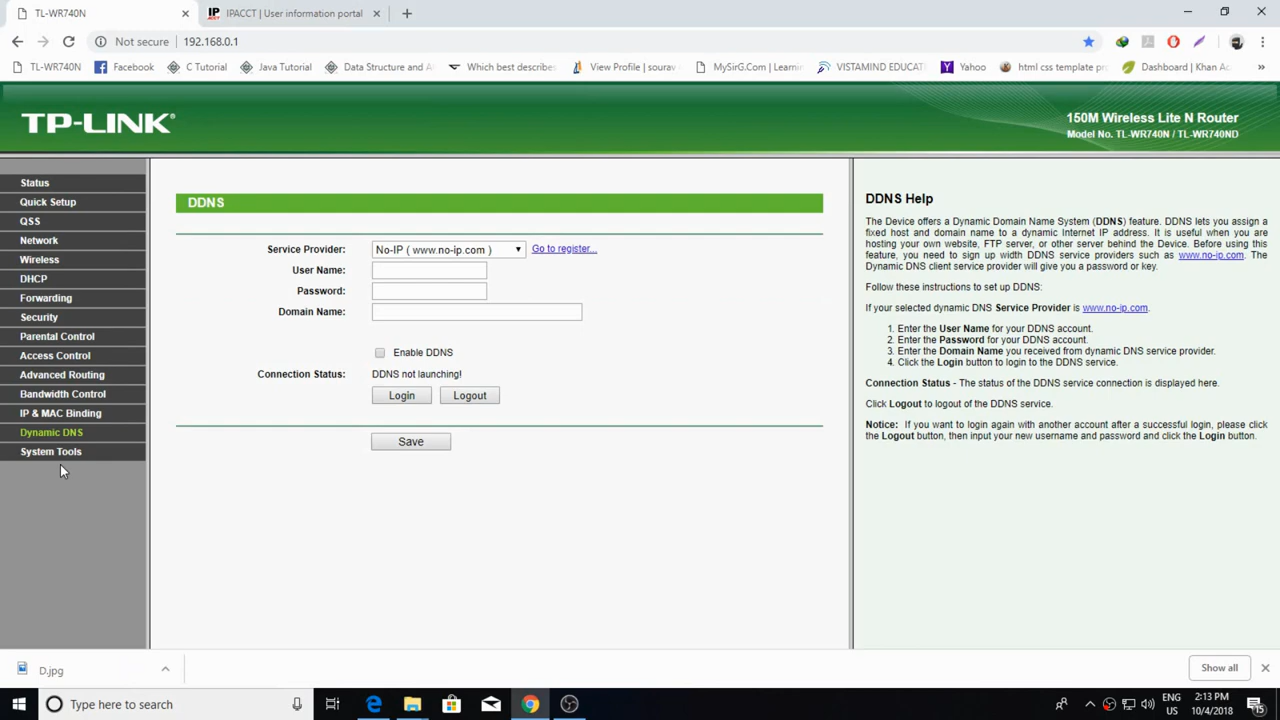 TL-WR740N
IPACCT | User information portal
Not secure 192.168.0.1
TL-WR740N Facebook C Tutorial Java Tutorial Data Structure and A Which best describes View Profile | sourav MySirG.Com | Learni VISTAMIND EDUCAT Yahoo html css template pr Dashboard | Khan Ac
TP-LINK
150M Wireless Lite N Router
Model No. TL-WR740N / TL-WR740ND
Status
Quick Setup
QSS
Network
Wireless
DHCP
Forwarding
Security
Parental Control
Access Control
Advanced Routing
Bandwidth Control
IP & MAC Binding
Dynamic DNS
System Tools
DDNS
Service Provider: No-IP ( www.no-ip.com ) Go to register...
User Name:
Password:
Domain Name:
Enable DDNS
Connection Status: DDNS not launching!
Login Logout
Save
DDNS Help
The Device offers a Dynamic Domain Name System (DDNS) feature. DDNS lets you assign a
fixed host and domain name to a dynamic Internet IP address. It is useful when you are
hosting your own website, FTP server, or other server behind the Device. Before using this
feature, you need to sign up width DDNS service providers such as www.no-ip.com. The
Dynamic DNS client service provider will give you a password or key.
Follow these instructions to set up DDNS:
If your selected dynamic DNS Service Provider is www.no-ip.com.
1. Enter the User Name for your DDNS account.
2. Enter the Password for your DDNS account.
3. Enter the Domain Name you received from dynamic DNS service provider.
4. Click the Login button to login to the DDNS service.
Connection Status - The status of the DDNS service connection is displayed here.
Click Logout to logout of the DDNS service.
Notice: If you want to login again with another account after a successful login, please click
the Logout button, then input your new username and password and click the Login button.
D.jpg
Show all
Type here to search
ENG
US
2:13 PM
10/4/2018
15